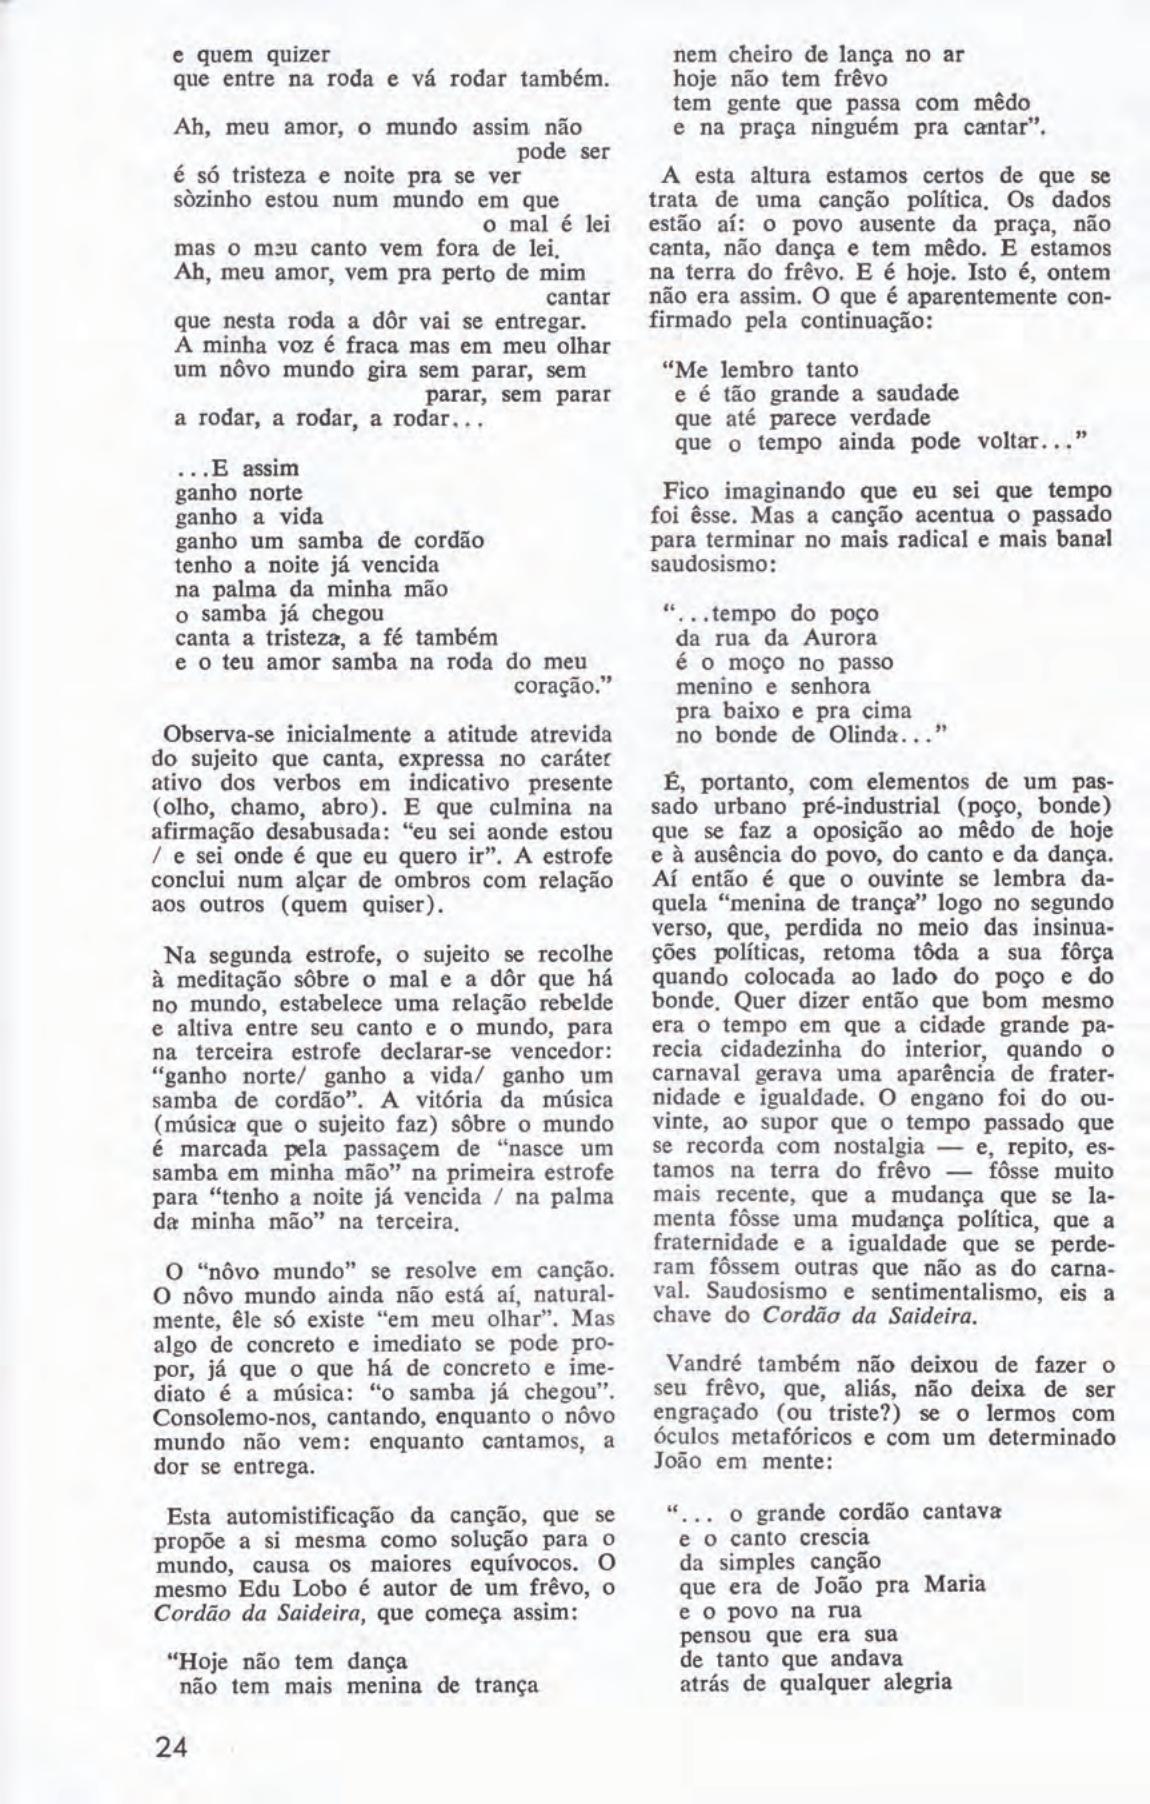 e quem quizer
que entre na roda e vá rodar também.
Ah, meu amor, o mundo assim não
pode ser
é só tristeza e noite pra se ver
sòzinho estou num mundo em que
o mal é lei
mas o meu canto vem fora de lei.
Ah, meu amor, vem pra perto de mim
cantar
que nesta roda a dôr vai se entregar.
A minha voz é fraca mas em meu olhar
um nôvo mundo gira sem parar, sem
parar, sem parar
a rodar, a rodar, a rodar...
...E assim
ganho norte
ganho a vida
ganho um samba de cordão
tenho a noite já vencida
na palma da minha mão
o samba já chegou
canta a tristeza, a fé também
e o teu amor samba na roda do meu
coração.”
Observa-se inicialmente a atitude atrevida
do sujeito que canta, expressa no caráter
ativo dos verbos em indicativo presente
(olho, chamo, abro). E que culmina na
afirmação desabusada: “eu sei aonde estou
/ e sei onde é que eu quero ir”. A estrofe
conclui num alçar de ombros com relação
aos outros (quem quiser).
Na segunda estrofe, o sujeito se recolhe
à meditação sôbre o mal e a dôr que há
no mundo, estabelece uma relação rebelde
e altiva entre seu canto e o mundo, para
na terceira estrofe declarar-se vencedor:
“ganho norte/ ganho a vida/ ganho um
samba de cordão”. A vitória da música
(música que o sujeito faz) sôbre o mundo
é marcada pela passaçem de “nasce um
samba em minha mão” na primeira estrofe
para “tenho a noite já vencida / na palma
da minha mão” na terceira.
O “nôvo mundo” se resolve em canção.
O nôvo mundo ainda não está aí, natural-
mente, êle só existe “em meu olhar”. Mas
algo de concreto e imediato se pode pro-
por, já que o que há de concreto e ime-
diato é a música: “o samba já chegou”.
Consolemo-nos, cantando, enquanto o nôvo
mundo não vem: enquanto cantamos, a
dor se entrega.
Esta automistificação da canção, que se
propõe a si mesma como solução para o
mundo, causa os maiores equívocos. O
mesmo Edu Lobo é autor de um frêvo, o
Cordão da Saideira, que começa assim:
“Hoje não tem dança
não tem mais menina de trança
nem cheiro de lança no ar
hoje não tem frêvo
tem gente que passa com mêdo
e na praça ninguém pra cantar”.
A esta altura estamos certos de que se
trata de uma canção política. Os dados
estão aí: o povo ausente da praça, não
canta, não dança e tem mêdo. E estamos
na terra do frêvo. E é hoje. Isto é, ontem
não era assim. O que é aparentemente con-
firmado pela continuação:
“Me lembro tanto
e é tão grande a saudade
que até parece verdade
que o tempo ainda pode voltar...”
Fico imaginando que eu sei que tempo
foi êsse. Mas a canção acentua o passado
para terminar no mais radical e mais banal
saudosismo:
“...tempo do poço
da rua da Aurora
é o moço no passo
menino e senhora
pra baixo e pra cima
no bonde de Olinda...”
É, portanto, com elementos de um pas-
sado urbano pré-industrial (poço, bonde)
que se faz a oposição ao mêdo de hoje
e à ausência do povo, do canto e da dança.
Aí então é que o ouvinte se lembra da-
quela “menina de trança” logo no segundo
verso, que, perdida no meio das insinua-
ções políticas, retoma tôda a sua fôrça
quando colocada ao lado do poço e do
bonde. Quer dizer então que bom mesmo
era o tempo em que a cidade grande pa-
recia cidadezinha do interior, quando o
carnaval gerava uma aparência de frater-
nidade e igualdade. O engano foi do ou-
vinte, ao supor que o tempo passado que
se recorda com nostalgia — e, repito, es-
tamos na terra do frêvo — fôsse muito
mais recente, que a mudança que se la-
menta fôsse uma mudança política, que a
fraternidade e a igualdade que se perde-
ram fôssem outras que não as do carna-
val. Saudosismo e sentimentalismo, eis a
chave do Cordão da Saideira.
Vandré também não deixou de fazer o
seu frêvo, que, aliás, não deixa de ser
engraçado (ou triste?) se o lermos com
óculos metafóricos e com um determinado
João em mente:
“... o grande cordão cantava
e o canto crescia
da simples canção
que era de João pra Maria
e o povo na rua
pensou que era sua
de tanto que andava
atrás de qualquer alegria
24